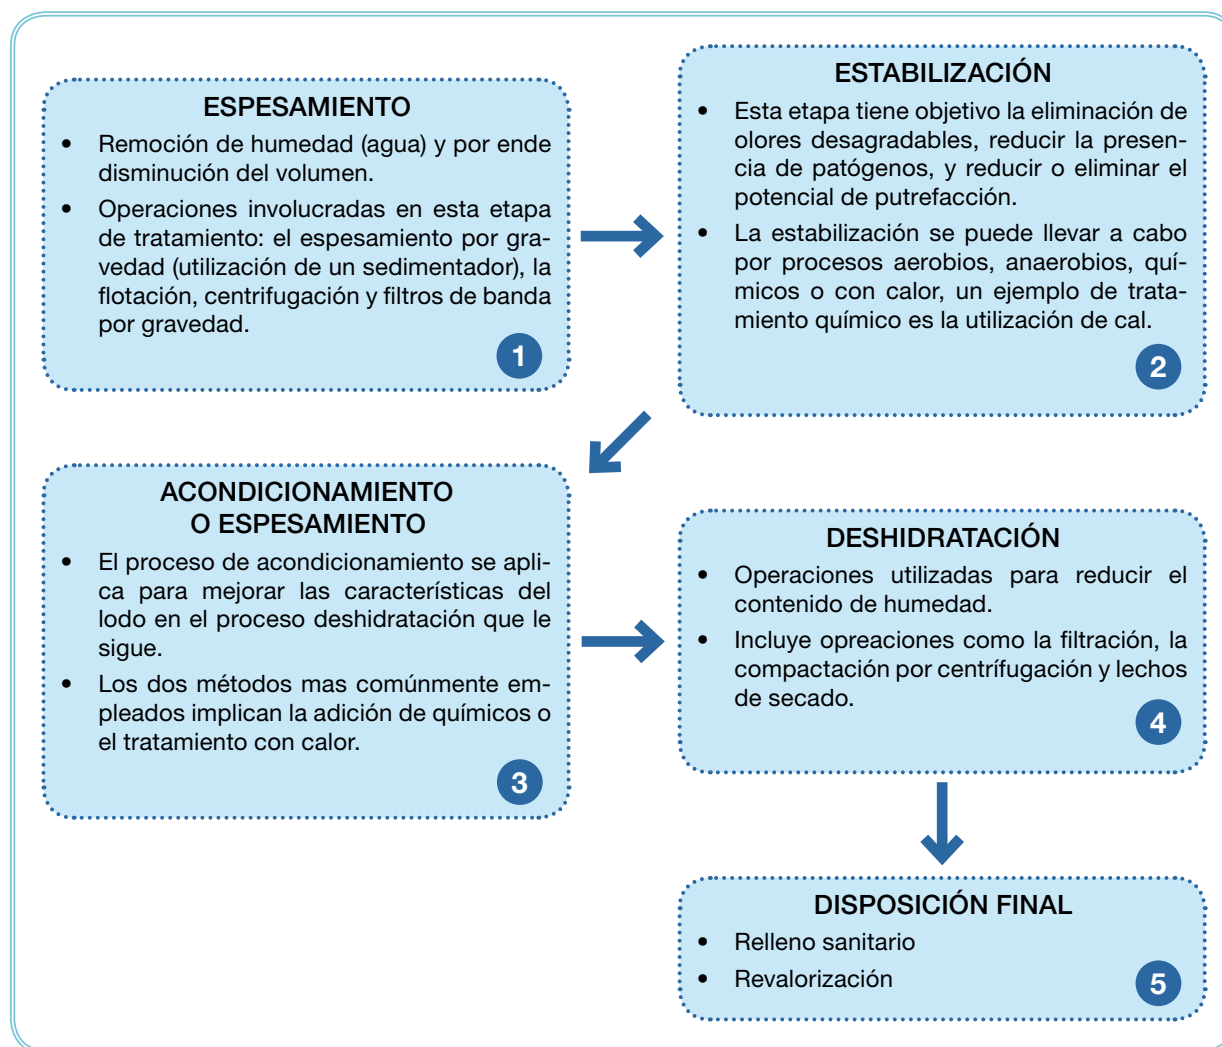 ESPESAMIENTO
• Remoción de humedad (agua) y por ende
disminución del volumen.
• Operaciones involucradas en esta etapa
de tratamiento: el espesamiento por gra-
vedad (utilización de un sedimentador), la
flotación, centrifugación y filtros de banda
por gravedad.
1
ESTABILIZACIÓN
• Esta etapa tiene objetivo la eliminación de
olores desagradables, reducir la presen-
cia de patógenos, y reducir o eliminar el
potencial de putrefacción.
• La estabilización se puede llevar a cabo
por procesos aerobios, anaerobios, quí-
micos o con calor, un ejemplo de trata-
miento químico es la utilización de cal.
2
ACONDICIONAMIENTO
O ESPESAMIENTO
• El proceso de acondicionamiento se apli-
ca para mejorar las características del
lodo en el proceso deshidratación que le
sigue.
• Los dos métodos mas comúnmente em-
pleados implican la adición de químicos o
el tratamiento con calor.
3
DESHIDRATACIÓN
• Operaciones utilizadas para reducir el
contenido de humedad.
• Incluye opreaciones como la filtración, la
compactación por centrífugación y lechos
de secado.
4
DISPOSICIÓN FINAL
• Relleno sanitario
• Revalorización
5